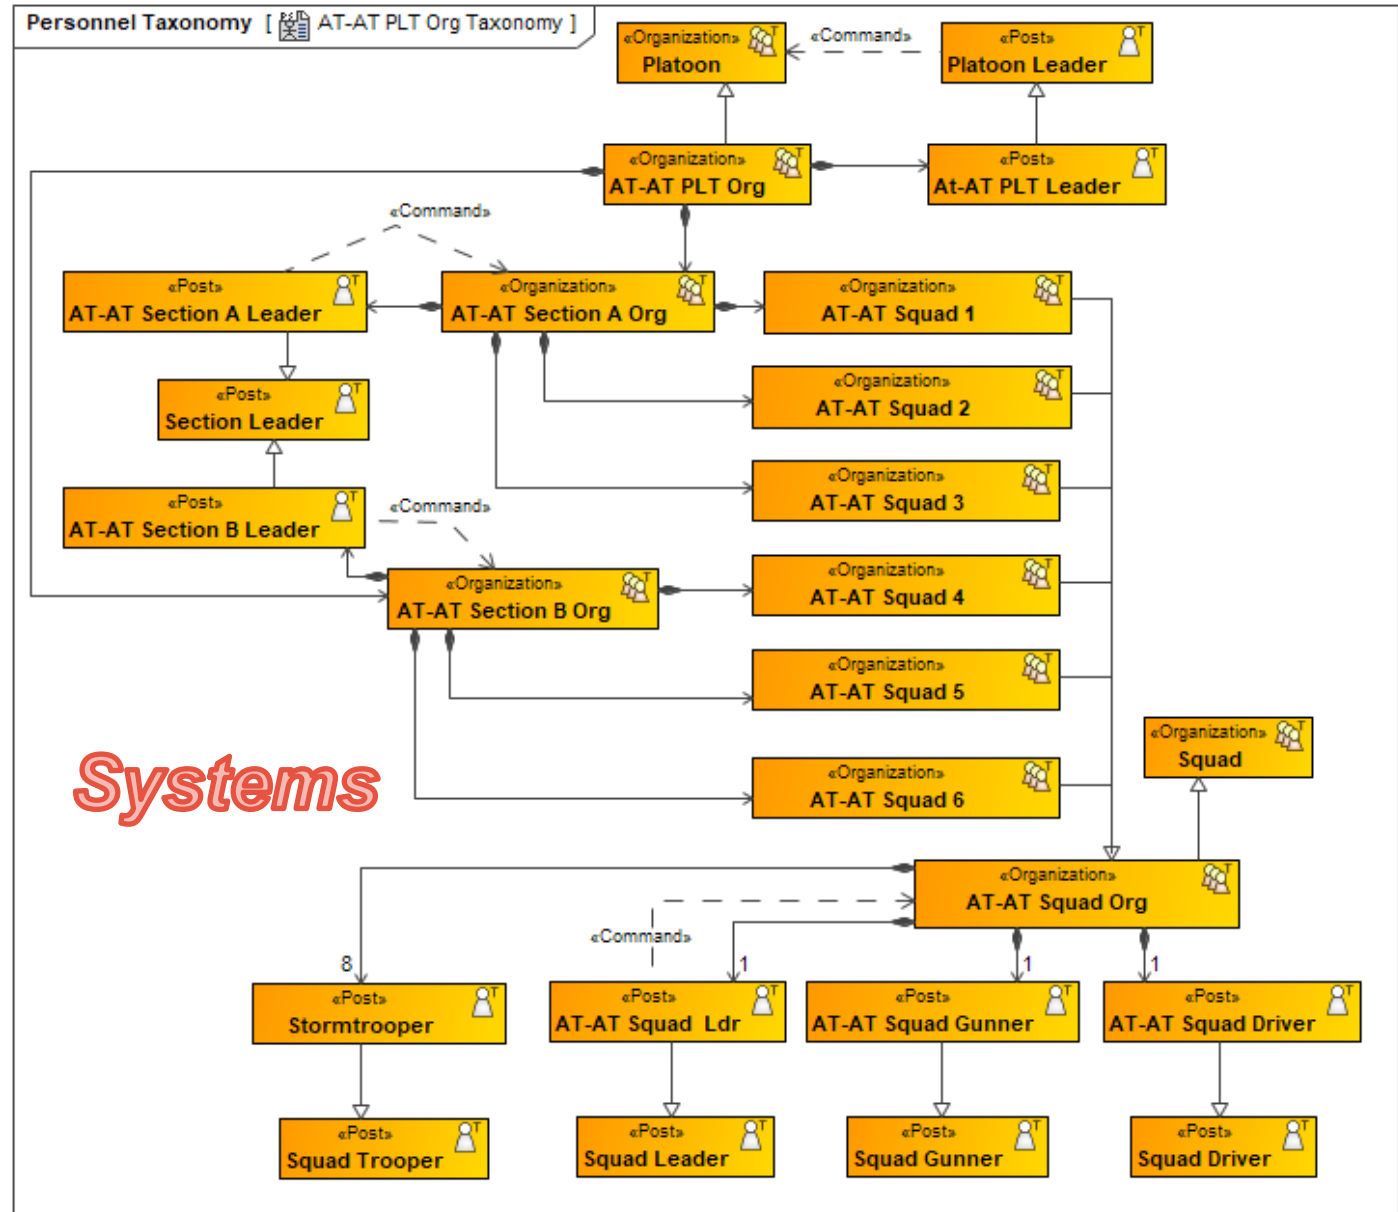 Personnel Taxonomy [ AT-AT PLT Org Taxonomy ]
«Organization»
Platoon
«Command»
«Post»
Platoon Leader
«Organization»
AT-AT PLT Org
«Post»
At-AT PLT Leader
«Command»
«Post»
AT-AT Section A Leader
«Organization»
AT-AT Section A Org
«Organization»
AT-AT Squad 1
«Organization»
AT-AT Squad 2
«Post»
Section Leader
«Organization»
AT-AT Squad 3
«Post»
AT-AT Section B Leader
«Command»
«Organization»
AT-AT Section B Org
«Organization»
AT-AT Squad 4
«Organization»
AT-AT Squad 5
«Organization»
Squad
Systems
«Organization»
AT-AT Squad 6
«Organization»
AT-AT Squad Org
«Command»
8
1
1
1
«Post»
Stormtrooper
«Post»
AT-AT Squad Ldr
«Post»
AT-AT Squad Gunner
«Post»
AT-AT Squad Driver
«Post»
Squad Trooper
«Post»
Squad Leader
«Post»
Squad Gunner
«Post»
Squad Driver